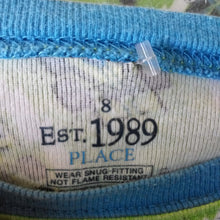 8
EST. 1989
PLACE
WEAR SNUG-FITTING
NOT FLAME RESISTANT